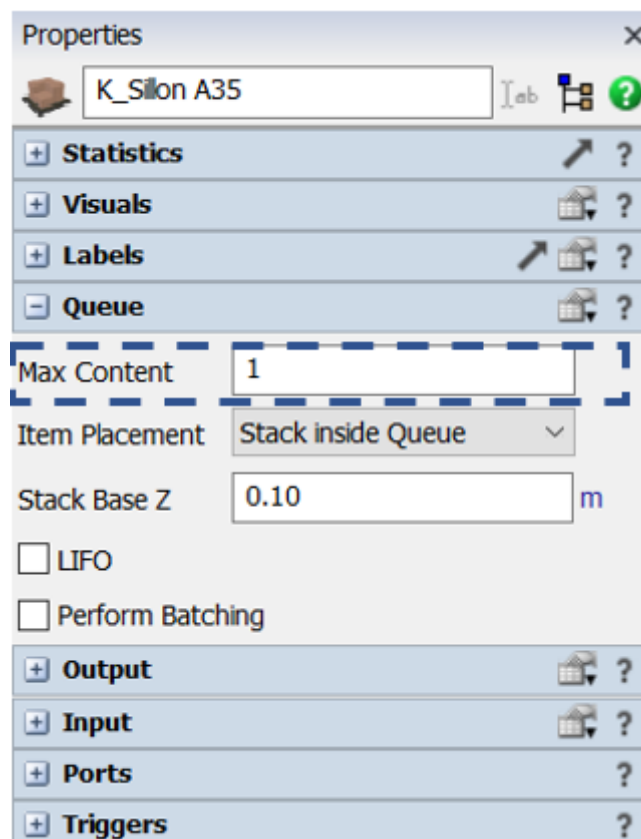 Properties
K_Sillon A35
Statistics ?
Visuals ?
Labels ?
Queue ?
Max Content 1
Item Placement Stack inside Queue
Stack Base Z 0.10 m
LIFO
Perform Batching
Output ?
Input ?
Ports ?
Triggers ?